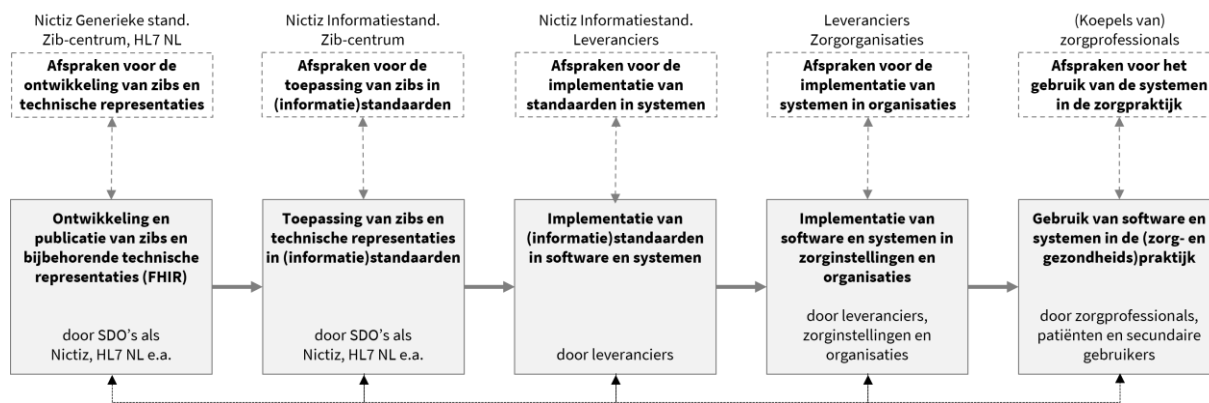 Nictiz Generieke stand.
Zib-centrum, HL7 NL
Afspraken voor de
ontwikkeling van zibs en
technische representaties
Nictiz Informatiestand.
Zib-centrum
Afspraken voor de
toepassing van zibs in
(informatie)standaarden
Nictiz Informatiestand.
Leveranciers
Afspraken voor de
implementatie van
standaarden in systemen
Leveranciers
Zorgorganisaties
Afspraken voor de
implementatie van
systemen in organisaties
(Koepels van)
zorgprofessionals
Afspraken voor het
gebruik van de systemen
in de zorgpraktijk
Ontwikkeling en
publicatie van zibs en
bijbehorende technische
representaties (FHIR)
door SDO's als
Nictiz, HL7 NL e.a.
Toepassing van zibs en
technische representaties
in (informatie)standaarden
door SDO's als
Nictiz, HL7 NL e.a.
Implementatie van
(informatie)standaarden
in software en systemen
door leveranciers
Implementatie van
software en systemen in
zorginstellingen en
organisaties
door leveranciers,
zorginstellingen en
organisaties
Gebruik van software en
systemen in de (zorg- en
gezondheids)praktijk
door zorgprofessionals,
patiënten en secundaire
gebruikers